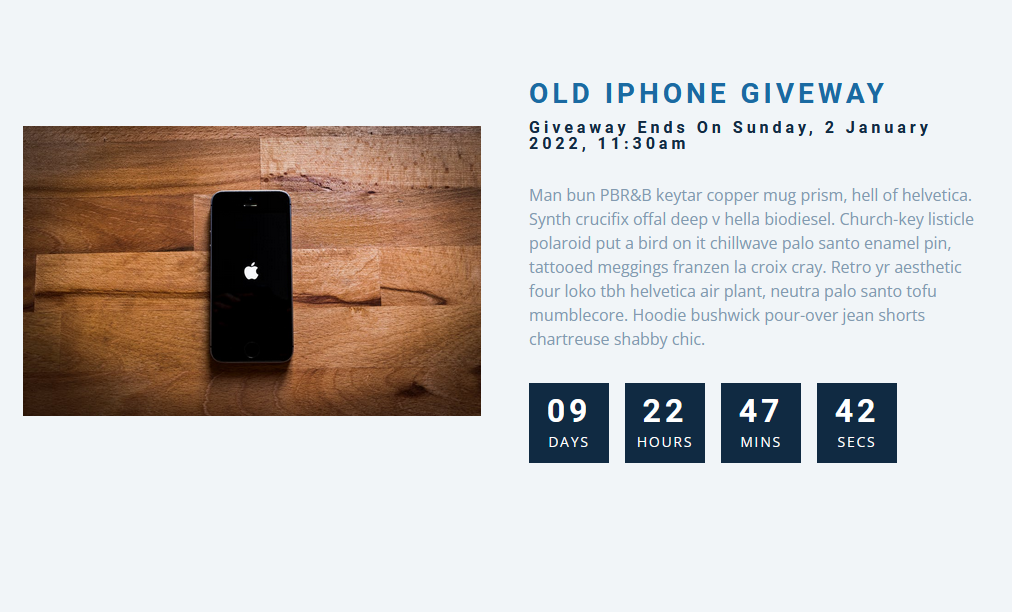 OLD IPHONE GIVEWAY
Giveaway Ends On Sunday, 2 January
2022, 11:30am
Man bun PBR&B keytar copper mug prism, hell of helvetica.
Synth crucifix offal deep v hella biodiesel. Church-key listicle
polaroid put a bird on it chillwave palo santo enamel pin,
tattooed meggings franzen la croix cray. Retro yr aesthetic
four loko tbh helvetica air plant, neutra palo santo tofu
mumblecore. Hoodie bushwick pour-over jean shorts
chartreuse shabby chic.
09 22 47 42
DAYS HOURS MINS SECS